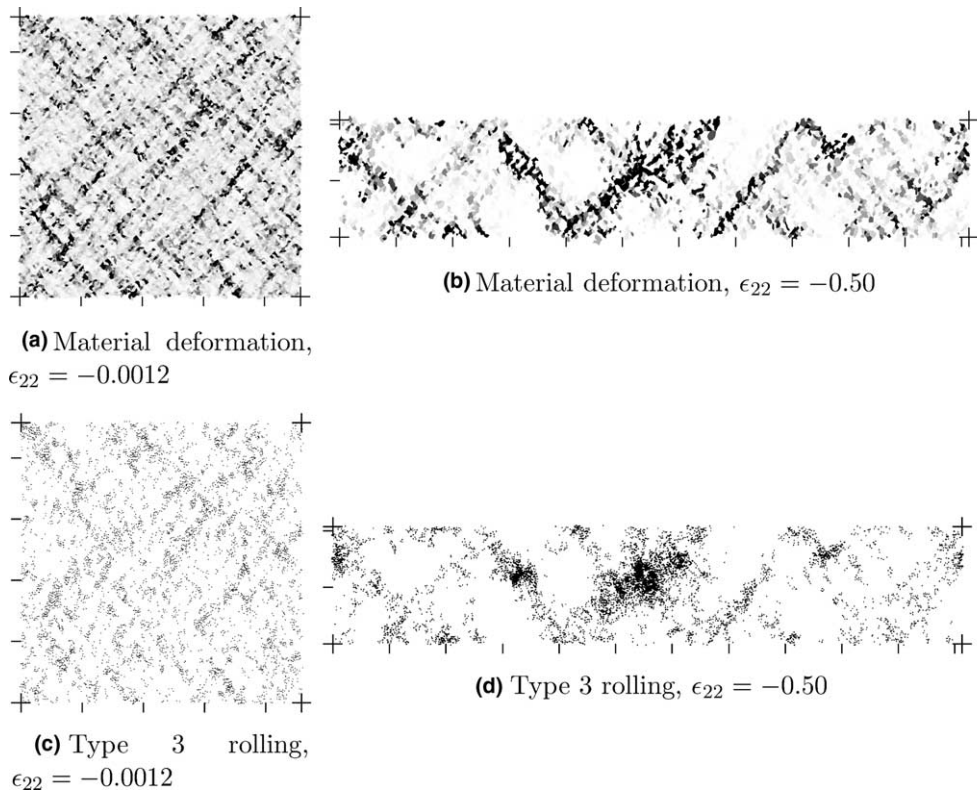 (a) Material deformation,
ϵ₂₂ = −0.0012
(b) Material deformation, ϵ₂₂ = −0.50
(c) Type 3 rolling,
ϵ₂₂ = −0.0012
(d) Type 3 rolling, ϵ₂₂ = −0.50